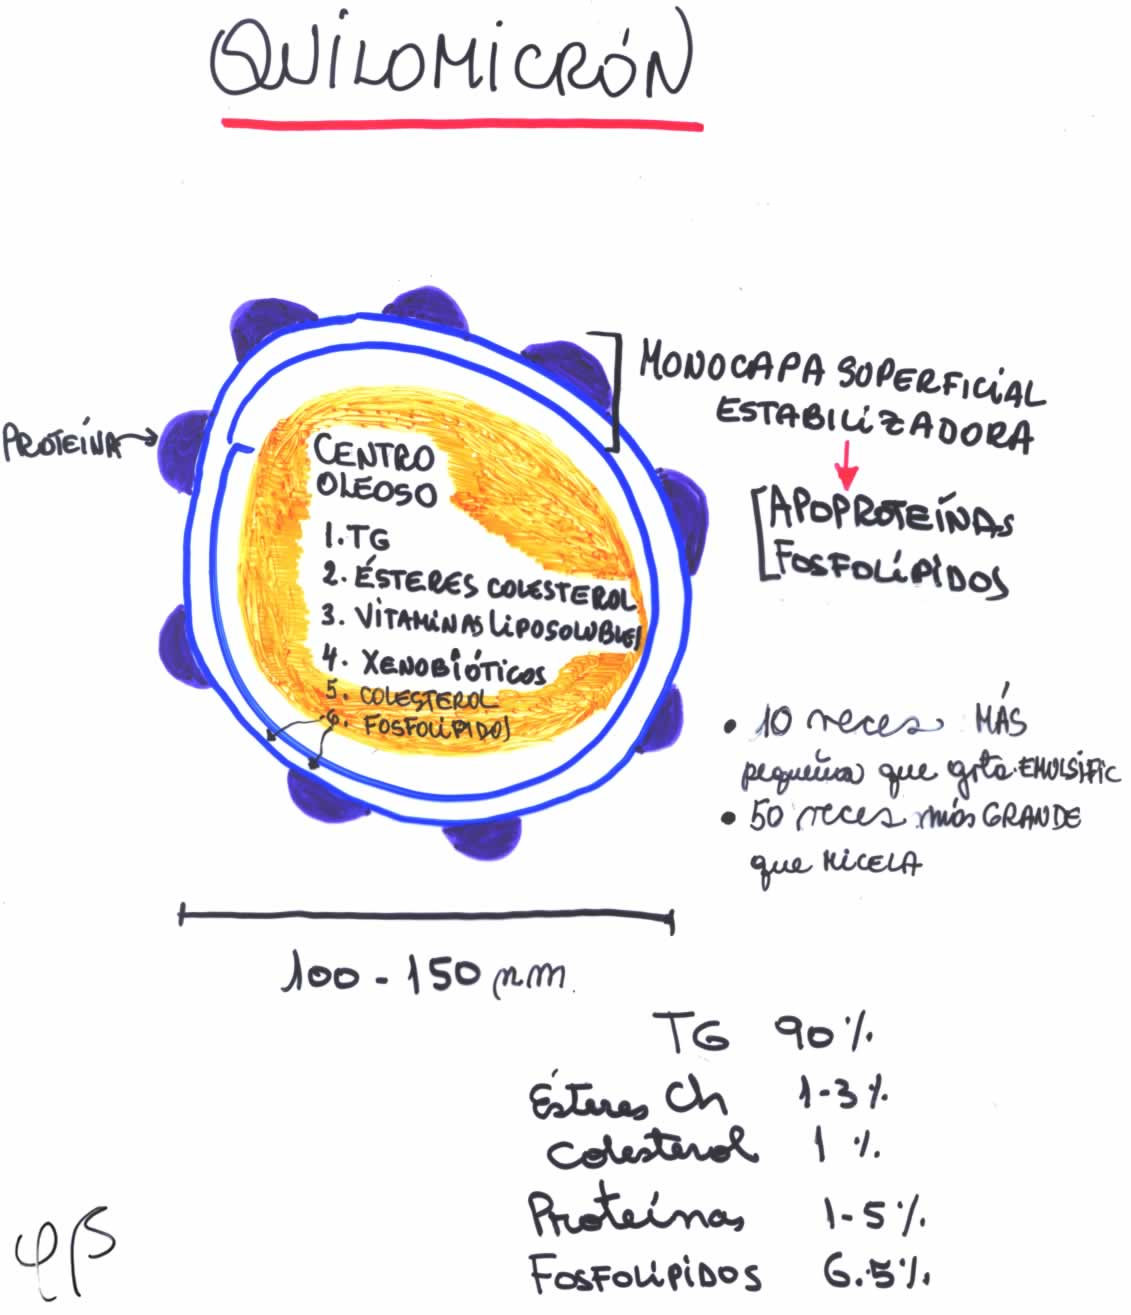 QUILOMICRÓN
MONOCAPA SUPERFICIAL
ESTABILIZADORA
APOPROTEÍNAS
FOSFOLÍPIDOS
PROTEÍNA
CENTRO
OLEOSO
1. TG
2. ÉSTERES COLESTEROL
3. VITAMINAS LIPOSOLUBLES
4. XENOBIÓTICOS
5. COLESTEROL
6. FOSFOLÍPIDOS
• 10 veces MÁS
pequeña que gota EMULSIFIC
• 50 veces más GRANDE
que MICELA
100 - 150 nm.
TG 90%
Ésteres Ch 1-3%
Colesterol 1%
Proteínas 1-5%
FOSFOLÍPIDOS 6.5%